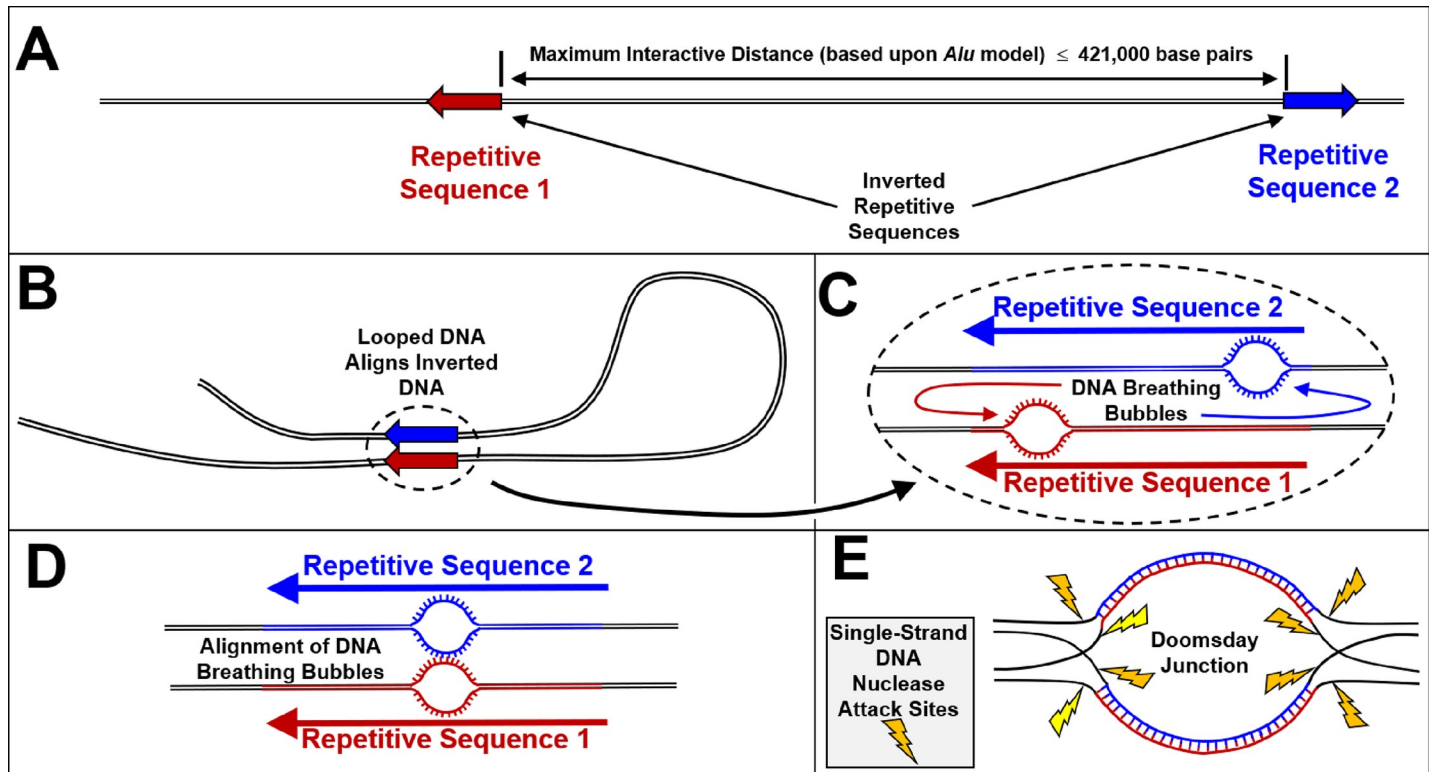 A
Maximum Interactive Distance (based upon Alu model) ≤ 421,000 base pairs
Repetitive
Sequence 1
Inverted
Repetitive
Sequences
Repetitive
Sequence 2
B
Looped DNA
Aligns Inverted
DNA
C
Repetitive Sequence 2
DNA Breathing
Bubbles
Repetitive Sequence 1
D
Repetitive Sequence 2
Alignment of DNA
Breathing Bubbles
Repetitive Sequence 1
E
Single-Strand
DNA
Nuclease
Attack Sites
Doomsday
Junction